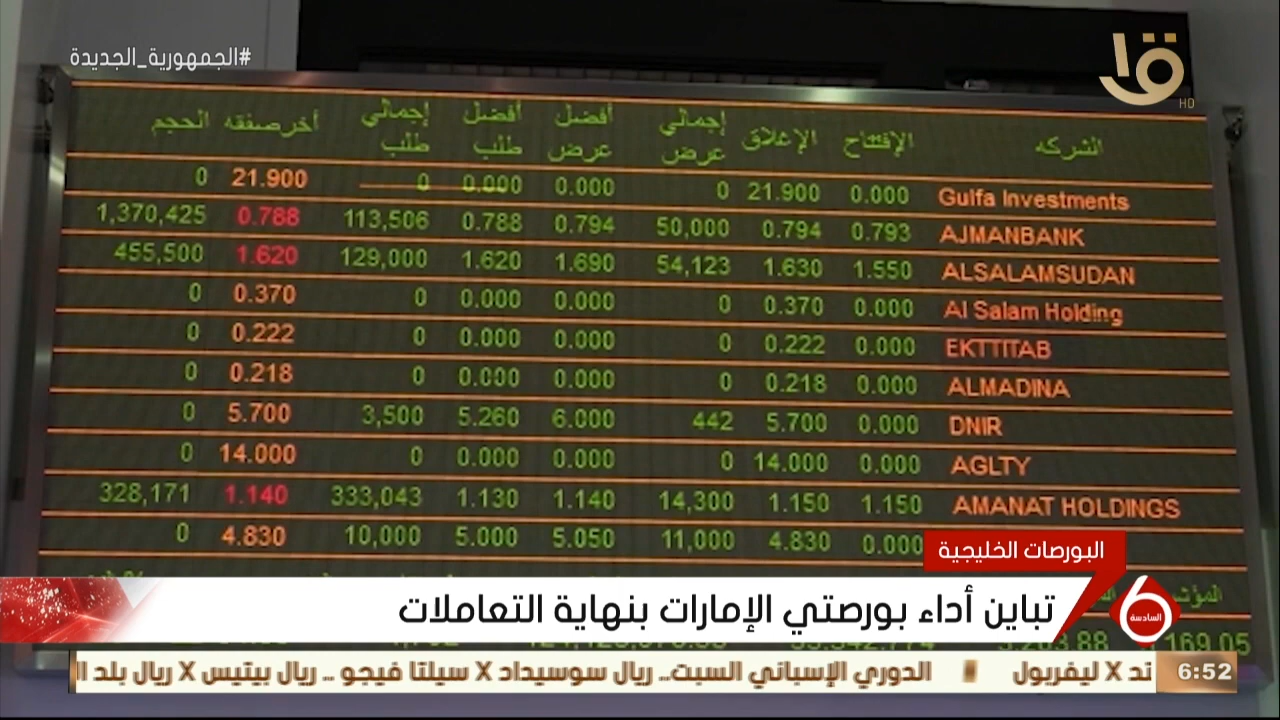 #الجمهورية_الجديدة
HD
الشركه الإفتتاح الإغلاق إجمالي عرض أفضل عرض أفضل طلب إجمالي طلب أخرصفقه الحجم
Gulfa Investments 0.000 21.900 0 0.000 0.000 0 21.900 0
AJMANBANK 0.793 0.794 50,000 0.794 0.788 113,506 0.788 1,370,425
ALSALAMSUDAN 1.550 1.630 54,123 1.690 1.620 129,000 1.620 455,500
Al Salam Holding 0.000 0.370 0 0.000 0.000 0 0.370 0
EKTTITAB 0.000 0.222 0 0.000 0.000 0 0.222 0
ALMADINA 0.000 0.218 0 0.000 0.000 0 0.218 0
DNIR 0.000 5.700 442 6.000 5.260 3,500 5.700 0
AGLTY 0.000 14.000 0 0.000 0.000 0 14.000 0
AMANAT HOLDINGS 1.150 1.150 14,300 1.140 1.130 333,043 1.140 328,171
0.000 4.830 11,000 5.050 5.000 10,000 4.830 0
البورصات الخليجية
تباين أداء بورصتي الإمارات بنهاية التعاملات
السادسة
6:52 ند X ليفربول الدوري الإسباني السبت.. ريال سوسيداد X سيلتا فيجو .. ريال بيتيس X ريال بلد ا